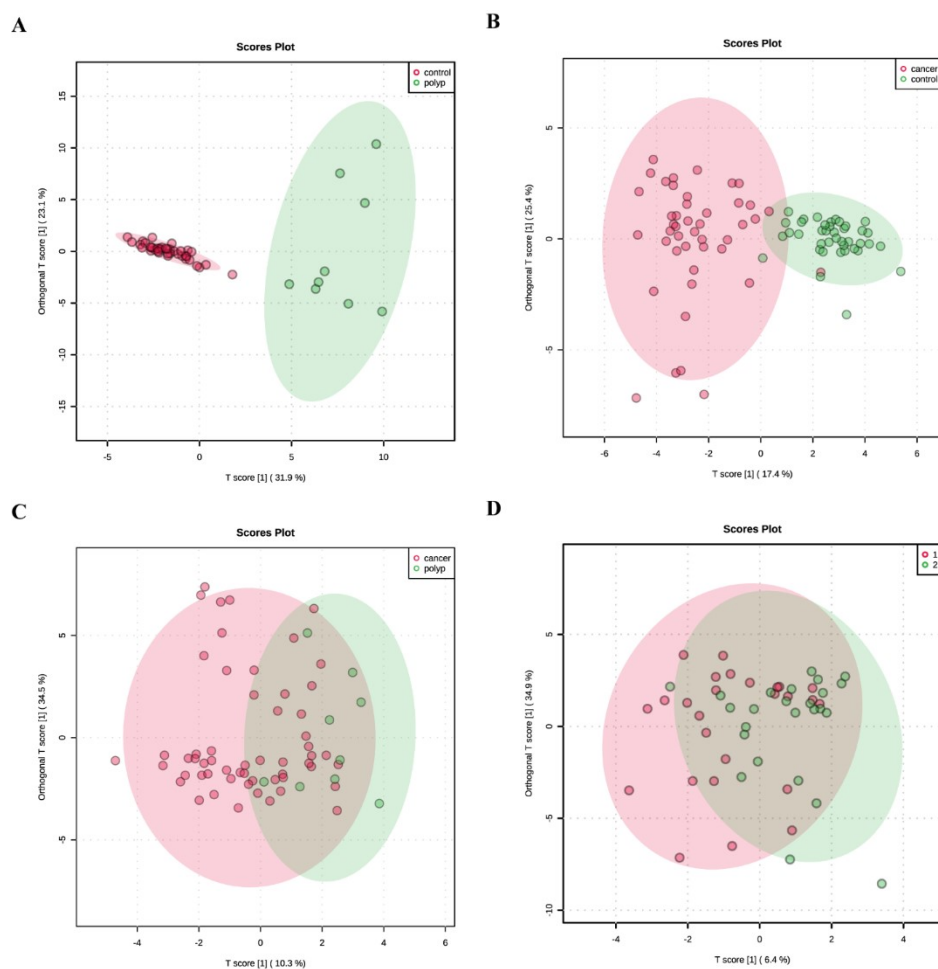 A
Scores Plot
control
polyp
15
10
5
0
-5
-10
-15
Orthogonal T score [1] ( 23.1 %)
-5
0
5
10
T score [1] ( 31.9 %)
B
Scores Plot
cancer
control
5
0
-5
Orthogonal T score [1] ( 25.4 %)
-6
-4
-2
0
2
4
6
T score [1] ( 17.4 %)
C
Scores Plot
cancer
polyp
5
0
-5
Orthogonal T score [1] ( 34.5 %)
-4
-2
0
2
4
6
T score [1] ( 10.3 %)
D
Scores Plot
1
2
5
0
-5
-10
Orthogonal T score [1] ( 34.9 %)
-4
-2
0
2
4
T score [1] ( 6.4 %)